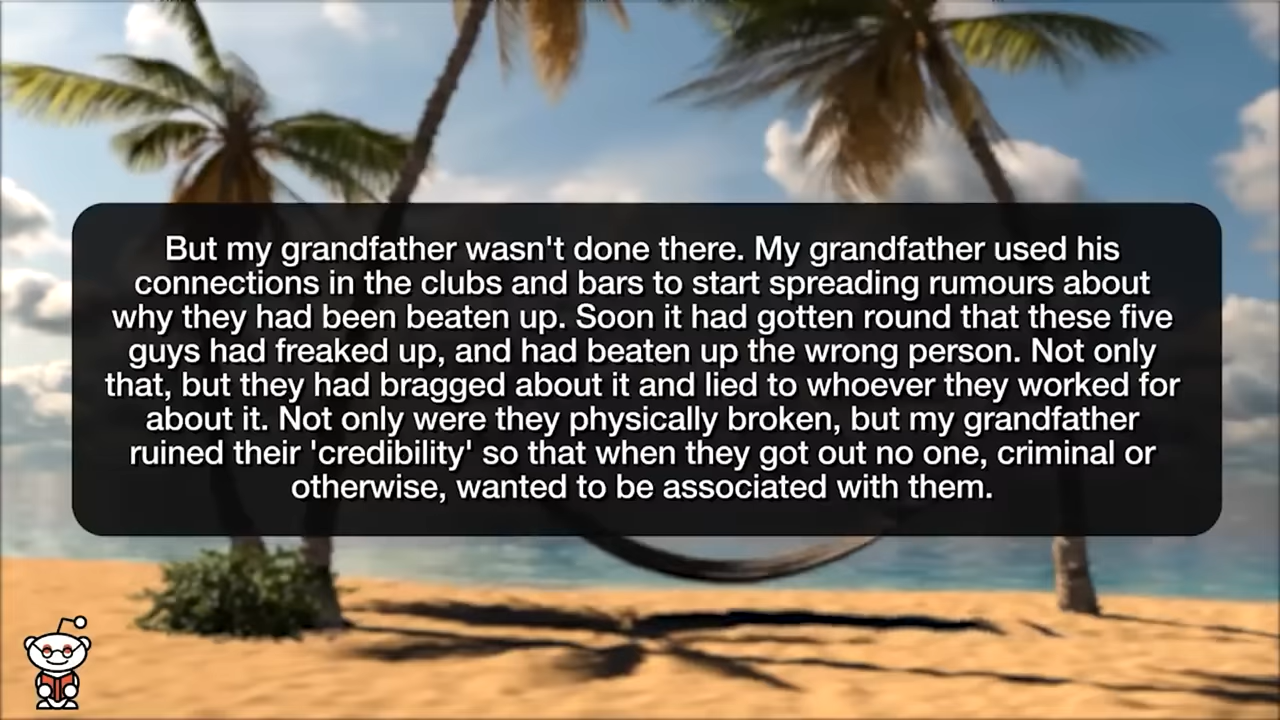 But my grandfather wasn't done there. My grandfather used his
connections in the clubs and bars to start spreading rumours about
why they had been beaten up. Soon it had gotten round that these five
guys had freaked up, and had beaten up the wrong person. Not only
that, but they had bragged about it and lied to whoever they worked for
about it. Not only were they physically broken, but my grandfather
ruined their 'credibility' so that when they got out no one, criminal or
otherwise, wanted to be associated with them.